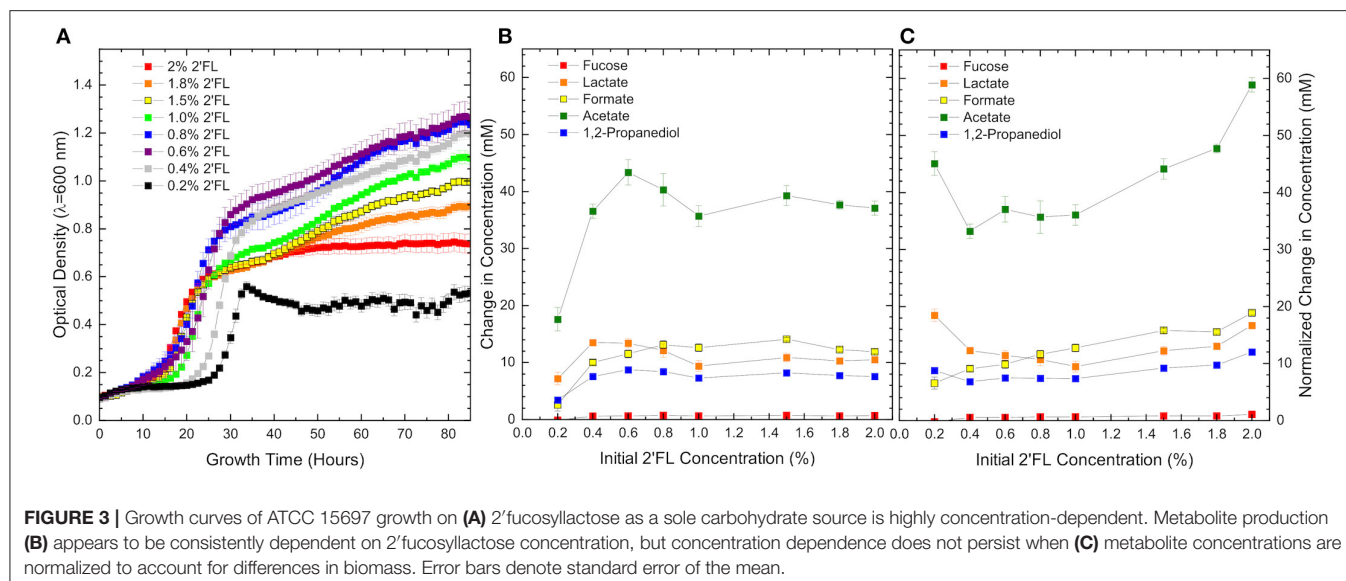 A
2% 2'FL
1.8% 2'FL
1.5% 2'FL
1.0% 2'FL
0.8% 2'FL
0.6% 2'FL
0.4% 2'FL
0.2% 2'FL
1.4
1.2
1.0
0.8
0.6
0.4
0.2
0.0
Optical Density (λ=600 nm)
0 10 20 30 40 50 60 70 80
Growth Time (Hours)
B
Fucose
Lactate
Formate
Acetate
1,2-Propanediol
60
50
40
30
20
10
0
Change in Concentration (mM)
0.0 0.2 0.4 0.6 0.8 1.0 1.2 1.4 1.6 1.8 2.0
Initial 2'FL Concentration (%)
C
Fucose
Lactate
Formate
Acetate
1,2-Propanediol
60
50
40
30
20
10
0
Normalized Change in Concentration (mM)
0.0 0.2 0.4 0.6 0.8 1.0 1.2 1.4 1.6 1.8 2.0
Initial 2'FL Concentration (%)
FIGURE 3 | Growth curves of ATCC 15697 growth on (A) 2′fucosyllactose as a sole carbohydrate source is highly concentration-dependent. Metabolite production
(B) appears to be consistently dependent on 2′fucosyllactose concentration, but concentration dependence does not persist when (C) metabolite concentrations are
normalized to account for differences in biomass. Error bars denote standard error of the mean.